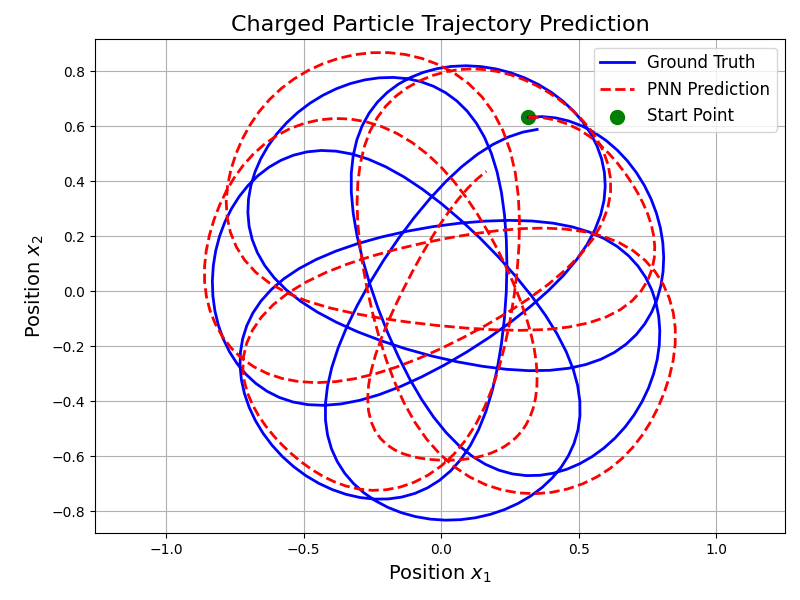 Charged Particle Trajectory Prediction
Ground Truth
PNN Prediction
Start Point
0.8
0.6
0.4
0.2
0.0
−0.2
−0.4
−0.6
−0.8
Position x₂
−1.0 −0.5 0.0 0.5 1.0
Position x₁